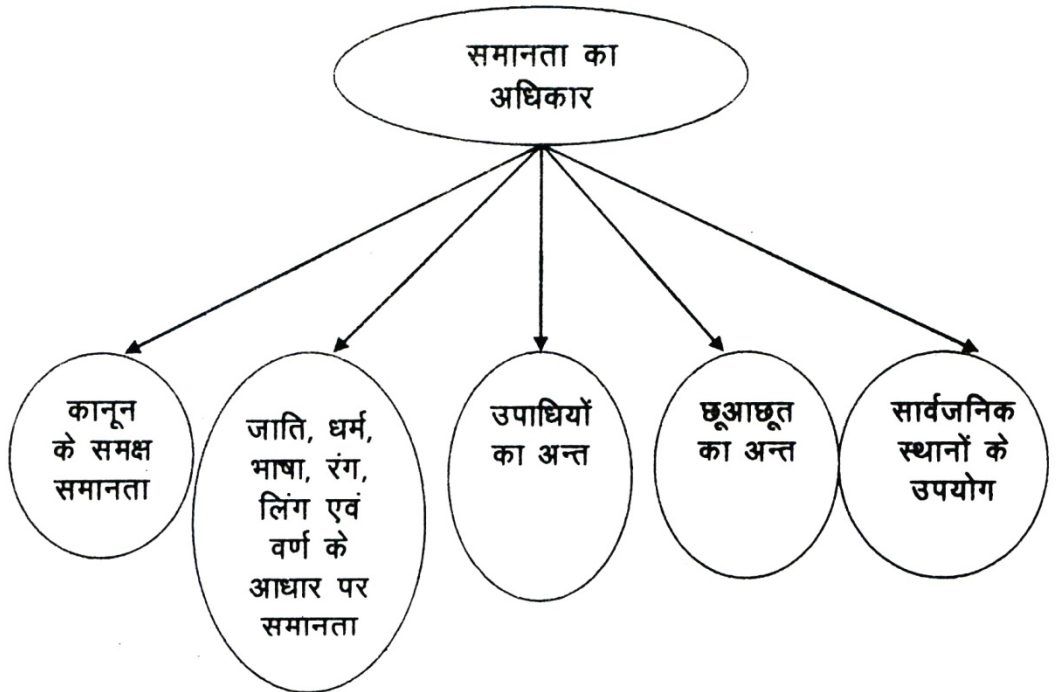 समानता का
अधिकार
कानून
के समक्ष
समानता
जाति, धर्म,
भाषा, रंग,
लिंग एवं
वर्ण के
आधार पर
समानता
उपाधियों
का अन्त
छूआछूत
का अन्त
सार्वजनिक
स्थानों के
उपयोग